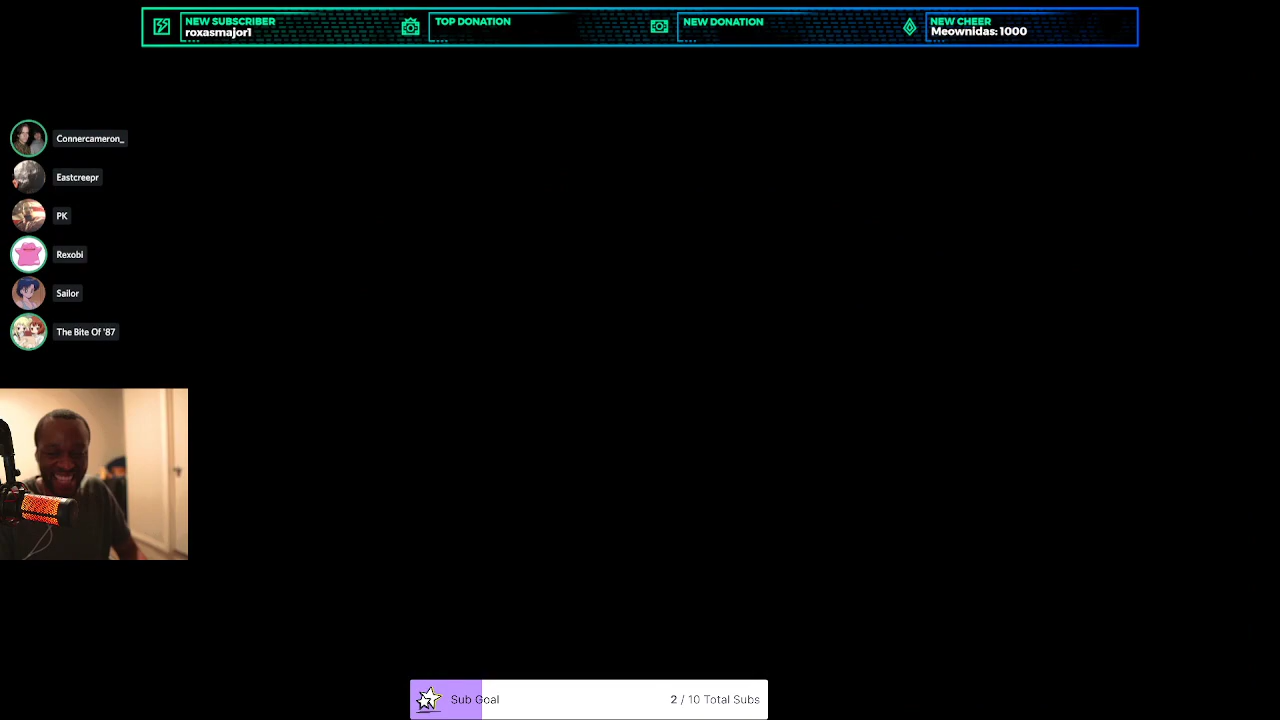 NEW SUBSCRIBER
roxasmajor1
TOP DONATION
NEW DONATION
NEW CHEER
Meownidas: 1000
Connercameron_
Eastcreepr
PK
Rexobi
Sailor
The Bite Of '87
Sub Goal
2 / 10 Total Subs